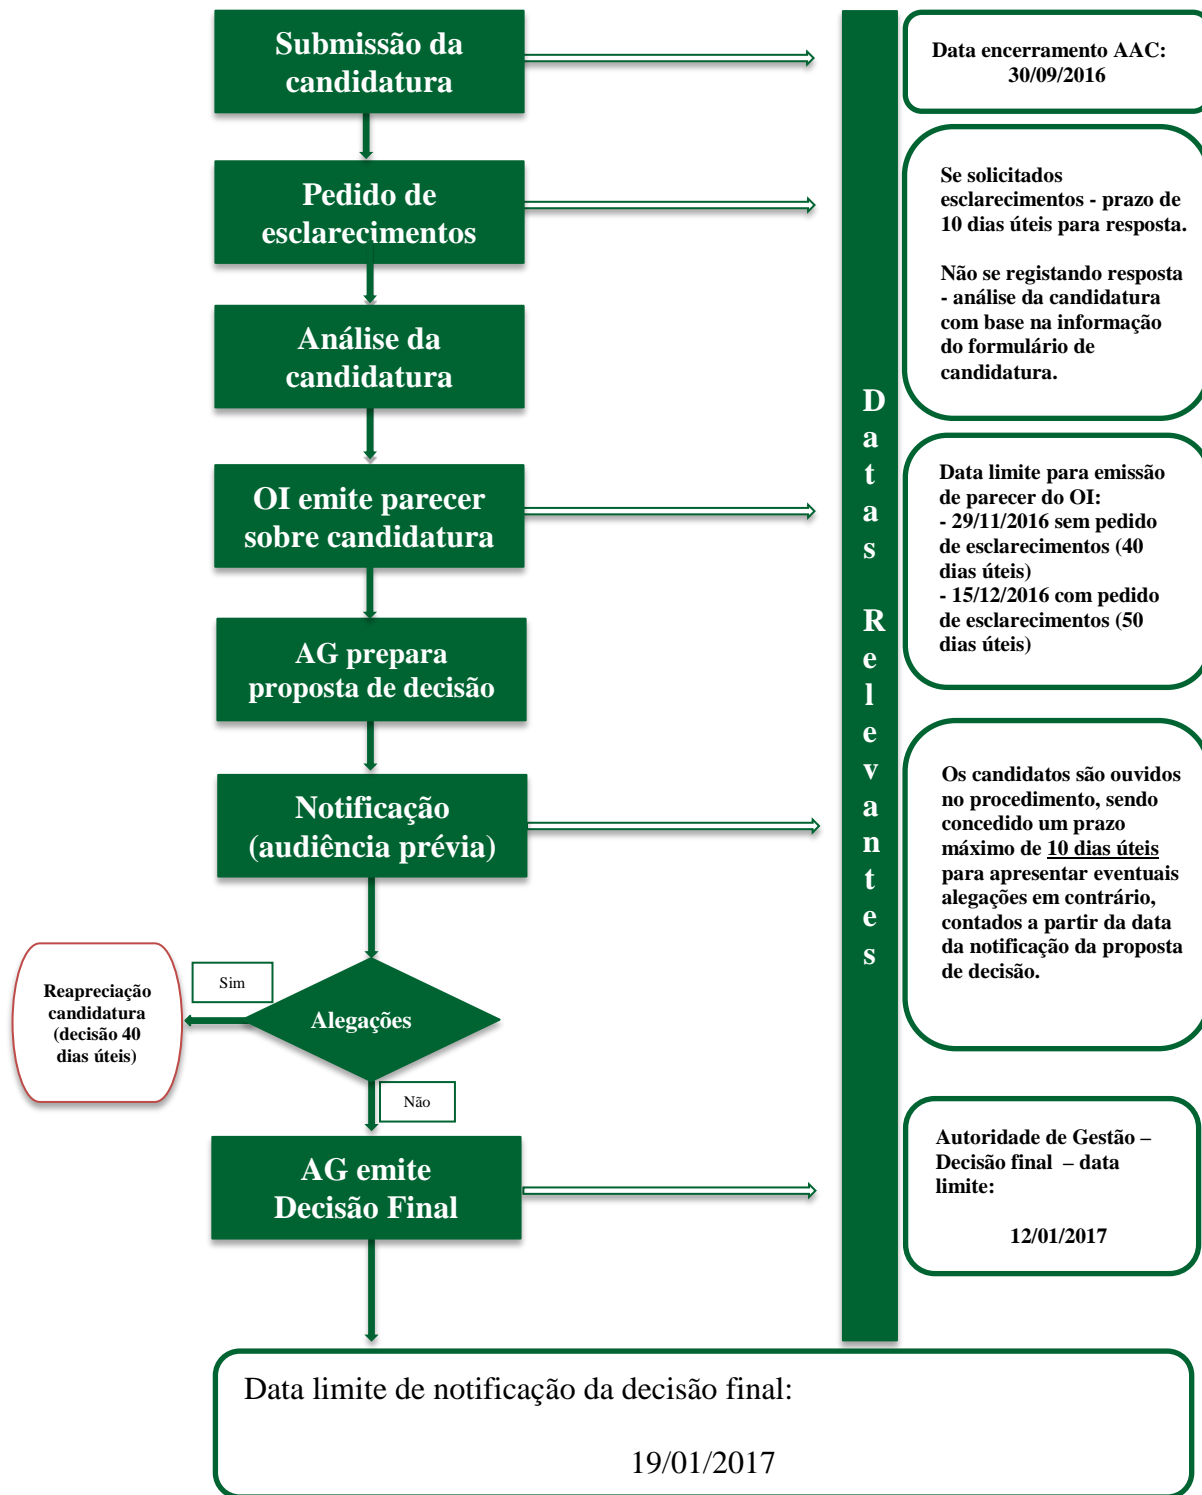 Submissão da
candidatura
Data encerramento AAC:
30/09/2016
Pedido de
esclarecimentos
Se solicitados
esclarecimentos - prazo de
10 dias úteis para resposta.
Não se registando resposta
- análise da candidatura
com base na informação
do formulário de
candidatura.
Análise da
candidatura
OI emite parecer
sobre candidatura
Data limite para emissão
de parecer do OI:
- 29/11/2016 sem pedido
de esclarecimentos (40
dias úteis)
- 15/12/2016 com pedido
de esclarecimentos (50
dias úteis)
AG prepara
proposta de decisão
Notificação
(audiência prévia)
Os candidatos são ouvidos
no procedimento, sendo
concedido um prazo
máximo de 10 dias úteis
para apresentar eventuais
alegações em contrário,
contados a partir da data
da notificação da proposta
de decisão.
Datas Relevantes
Sim
Reapreciação
candidatura
(decisão 40
dias úteis)
Alegações
Não
AG emite
Decisão Final
Autoridade de Gestão –
Decisão final – data
limite:
12/01/2017
Data limite de notificação da decisão final:
19/01/2017